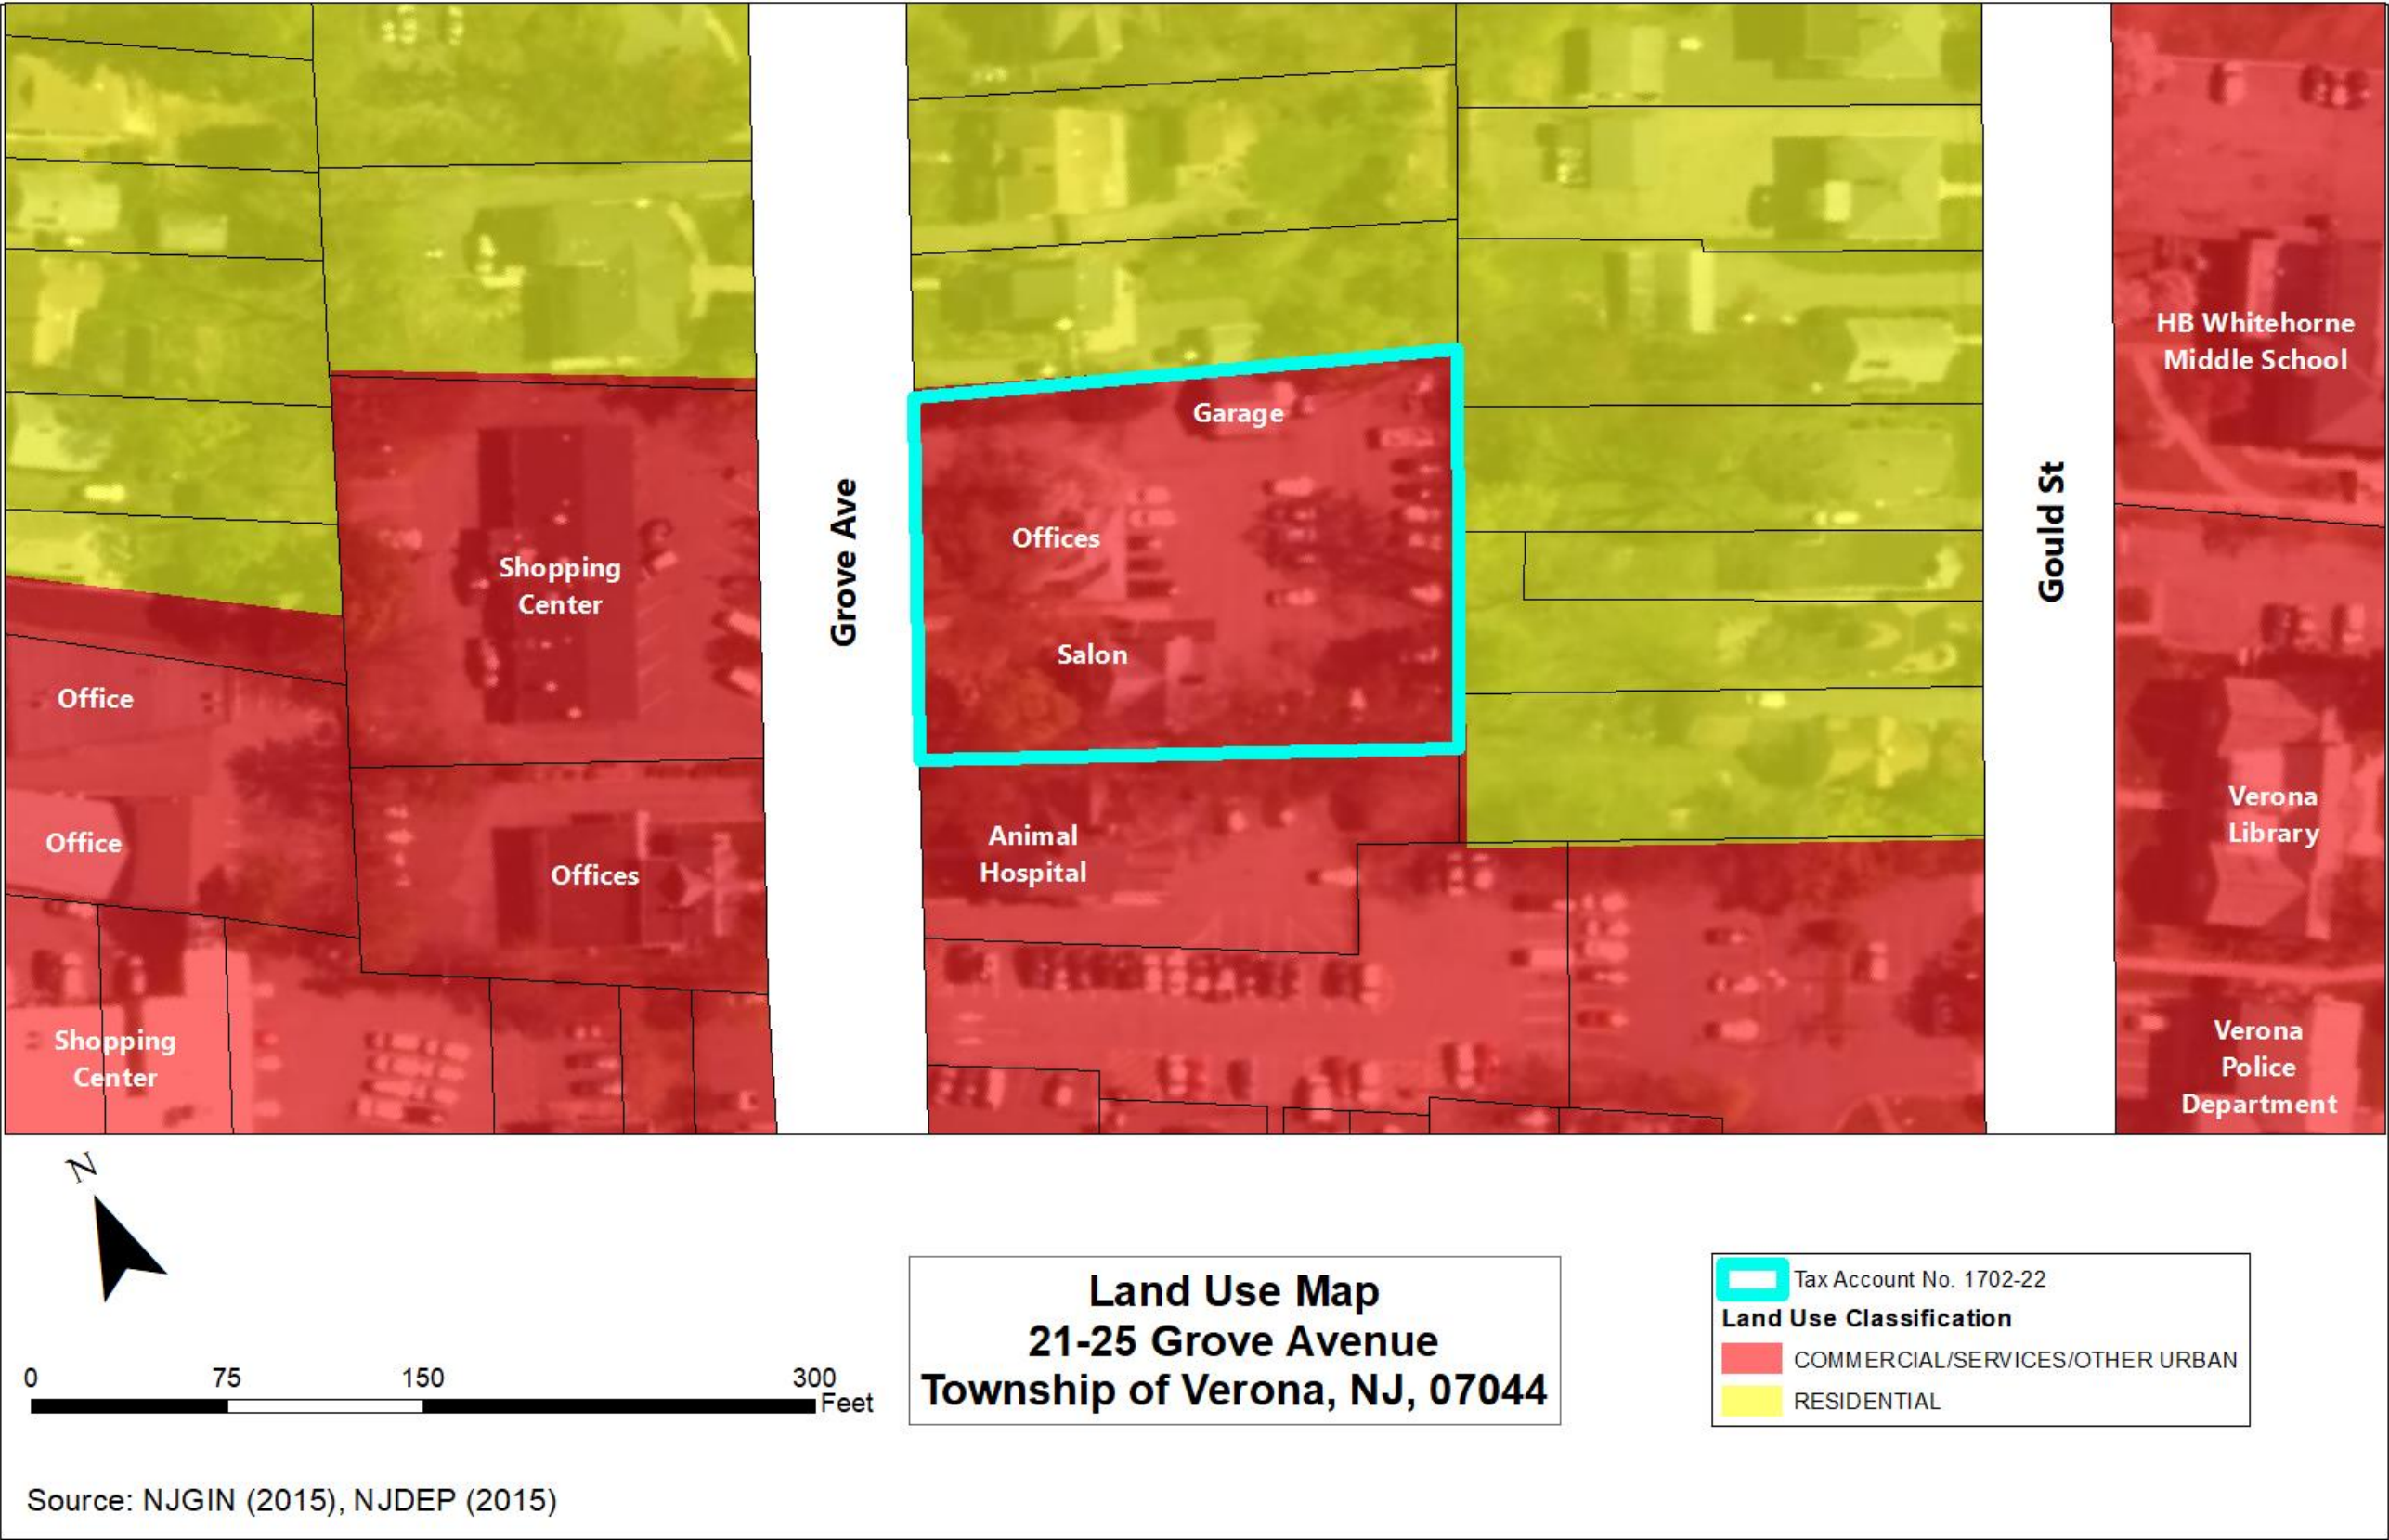 HB Whitehorne
Middle School
Garage
Grove Ave
Gould St
Offices
Shopping
Center
Salon
Office
Verona
Library
Animal
Hospital
Office
Offices
Shopping
Center
Verona
Police
Department
N
0 75 150 300
Feet
Land Use Map
21-25 Grove Avenue
Township of Verona, NJ, 07044
Tax Account No. 1702-22
Land Use Classification
COMMERCIAL/SERVICES/OTHER URBAN
RESIDENTIAL
Source: NJGIN (2015), NJDEP (2015)